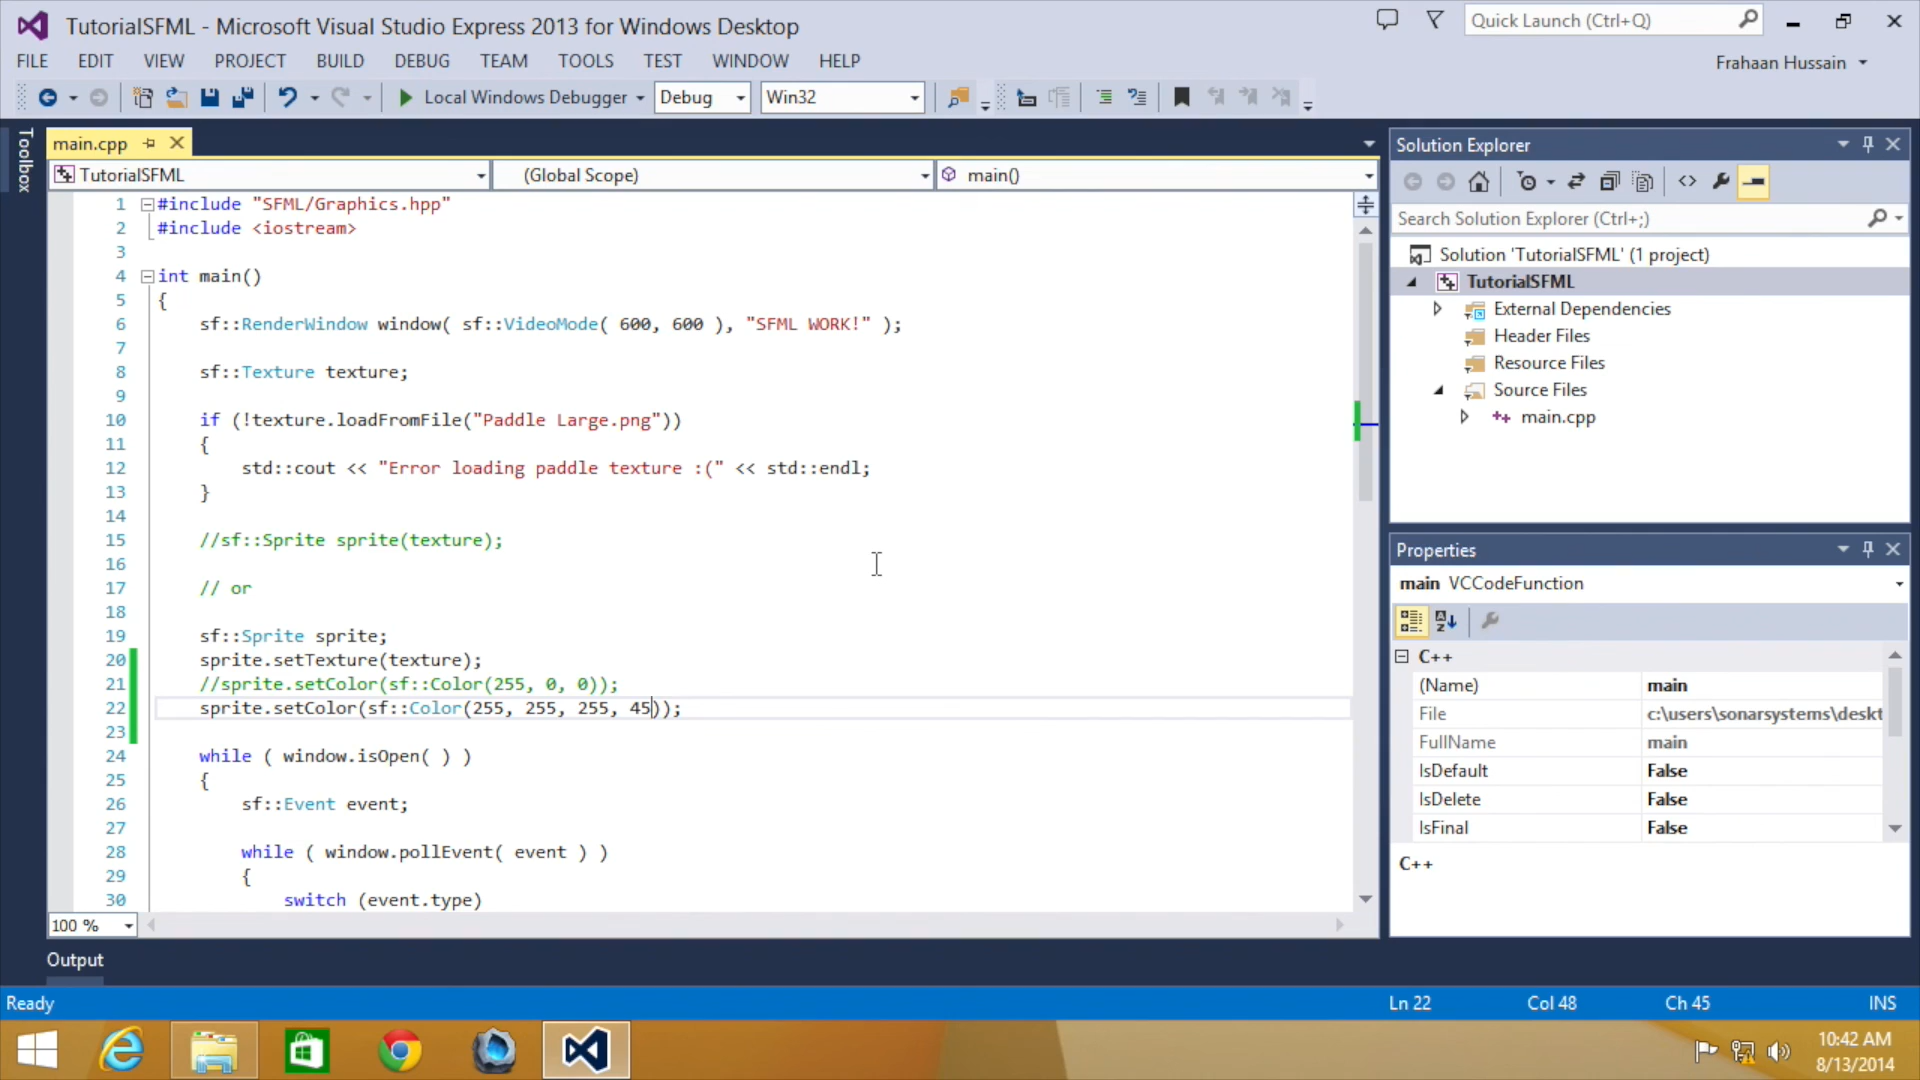 TutorialSFML - Microsoft Visual Studio Express 2013 for Windows Desktop
Quick Launch (Ctrl+Q)
FILE EDIT VIEW PROJECT BUILD DEBUG TEAM TOOLS TEST WINDOW HELP
Frahaan Hussain
Local Windows Debugger Debug Win32
Toolbox
main.cpp
TutorialSFML (Global Scope) main()
1 #include "SFML/Graphics.hpp"
2 #include <iostream>
3
4 int main()
5 {
6 sf::RenderWindow window( sf::VideoMode( 600, 600 ), "SFML WORK!" );
7
8 sf::Texture texture;
9
10 if (!texture.loadFromFile("Paddle Large.png"))
11 {
12 std::cout << "Error loading paddle texture :(" << std::endl;
13 }
14
15 //sf::Sprite sprite(texture);
16
17 // or
18
19 sf::Sprite sprite;
20 sprite.setTexture(texture);
21 //sprite.setColor(sf::Color(255, 0, 0));
22 sprite.setColor(sf::Color(255, 255, 255, 45));
23
24 while ( window.isOpen( ) )
25 {
26 sf::Event event;
27
28 while ( window.pollEvent( event ) )
29 {
30 switch (event.type)
100 %
Solution Explorer
Search Solution Explorer (Ctrl+;)
Solution 'TutorialSFML' (1 project)
TutorialSFML
External Dependencies
Header Files
Resource Files
Source Files
main.cpp
Properties
main VCCodeFunction
C++
(Name) main
File c:\users\sonarsystems\deskt
FullName main
IsDefault False
IsDelete False
IsFinal False
C++
Output
Ready Ln 22 Col 48 Ch 45 INS
10:42 AM
8/13/2014